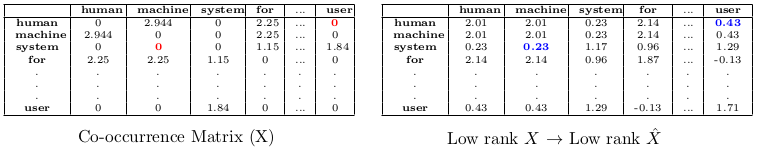 human machine system for ... user
human 0 2.944 0 2.25 ... 0
machine 2.944 0 0 2.25 ... 0
system 0 0 0 1.15 ... 1.84
for 2.25 2.25 1.15 0 ... 0
. . . . . . .
. . . . . . .
. . . . . . .
user 0 0 1.84 0 ... 0
Co-occurrence Matrix (X)
human machine system for ... user
human 2.01 2.01 0.23 2.14 ... 0.43
machine 2.01 2.01 0.23 2.14 ... 0.43
system 0.23 0.23 1.17 0.96 ... 1.29
for 2.14 2.14 0.96 1.87 ... -0.13
. . . . . . .
. . . . . . .
. . . . . . .
user 0.43 0.43 1.29 -0.13 ... 1.71
Low rank X → Low rank X̂